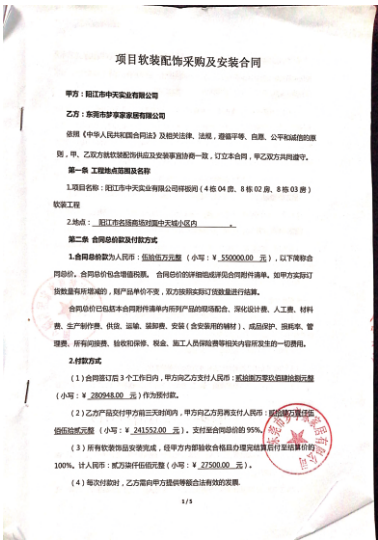 项目软装配饰采购及安装合同
甲方：阳江市中天实业有限公司
乙方：东莞市梦享家家居有限公司
依照《中华人民共和国合同法》及相关法律、法规，遵循平等、自愿、公平和诚信的原
则，甲、乙双方就软装配饰供应及安装事宜协商一致，订立本合同，甲乙双方共同遵守。
第一条 工程地点范围及名称
1.项目名称：阳江市中天实业有限公司样板间（4栋04房、8栋02房、8栋03房）
软装工程
2.地点： 阳江市名扬商场对面中天城小区内 。
第二条 合同总价款及付款方式
1.合同总价款为人民币：伍拾伍万元整 （小写：¥ 550000.00 元），以下简称合
同总价。合同总价包含增值税票。 合同总价的详细组成详见合同附件清单。如甲方实际订
货数量有所增减的，则产品单价不变，双方按照实际订货数量进行结算。
合同总价已包括本合同附件清单内所列产品的现场配合、深化设计费、人工费、材料
费、生产制作费、供货、运输、装卸费、安装（含安装用的辅材）、成品保护、损耗率、管
理费、所有间接费、验收和保修、税金、施工人员保险费等相关内容所发生的一切费用。
2.付款方式
（1）合同签订后3个工作日内，甲方向乙方支付人民币：贰拾捌万零玖佰肆拾捌元整
（小写：¥ 280948.00 元）作为预付款。
（2）乙方产品交付甲方前三天时间内，甲方向乙方另再支付人民币：贰拾肆万壹仟伍
佰伍拾贰元整（小写：¥ 241552.00 元）。支付至合同总价的 95%。
（3）所有软装饰品安装完成，经甲方内部验收合格且办理完结算后付至结算价的
100%。计人民币：贰万柒仟伍佰元整（小写：¥ 27500.00 元）。
（4）每次付款时，乙方需向甲方提供等额合法有效的发票.
1 / 5